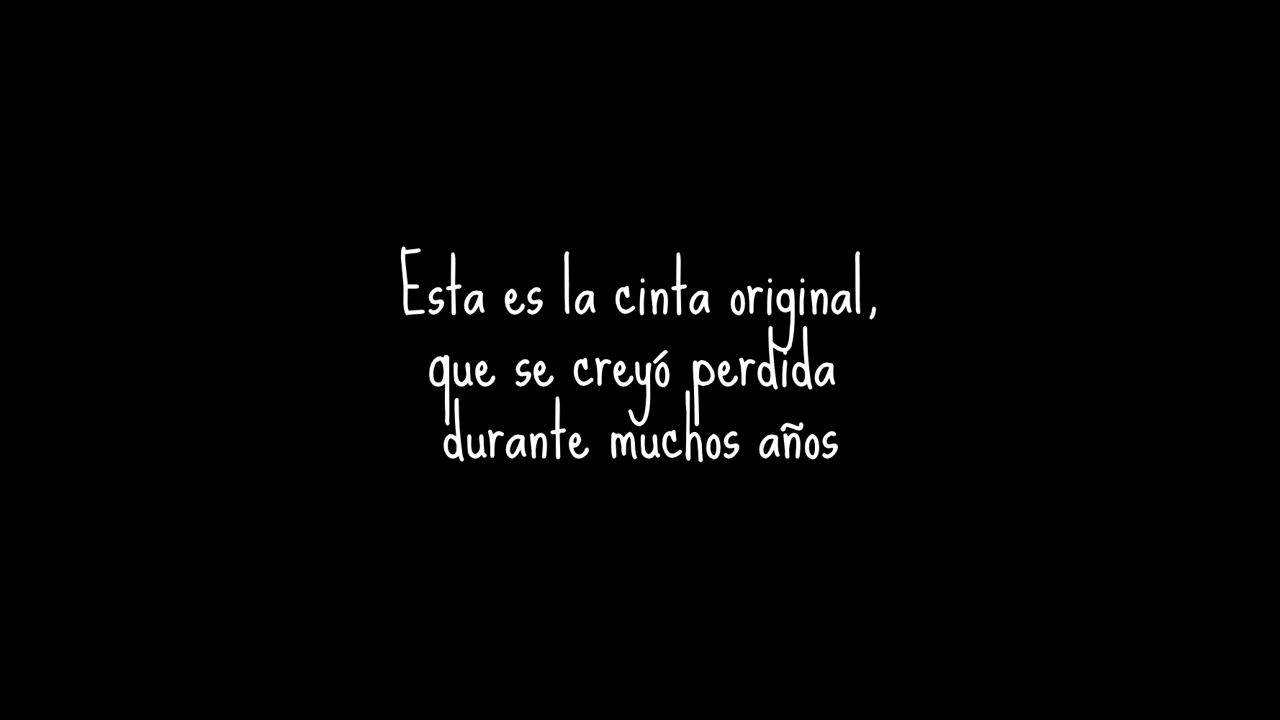 Esta es la cinta original,
que se creyó perdida
durante muchos años